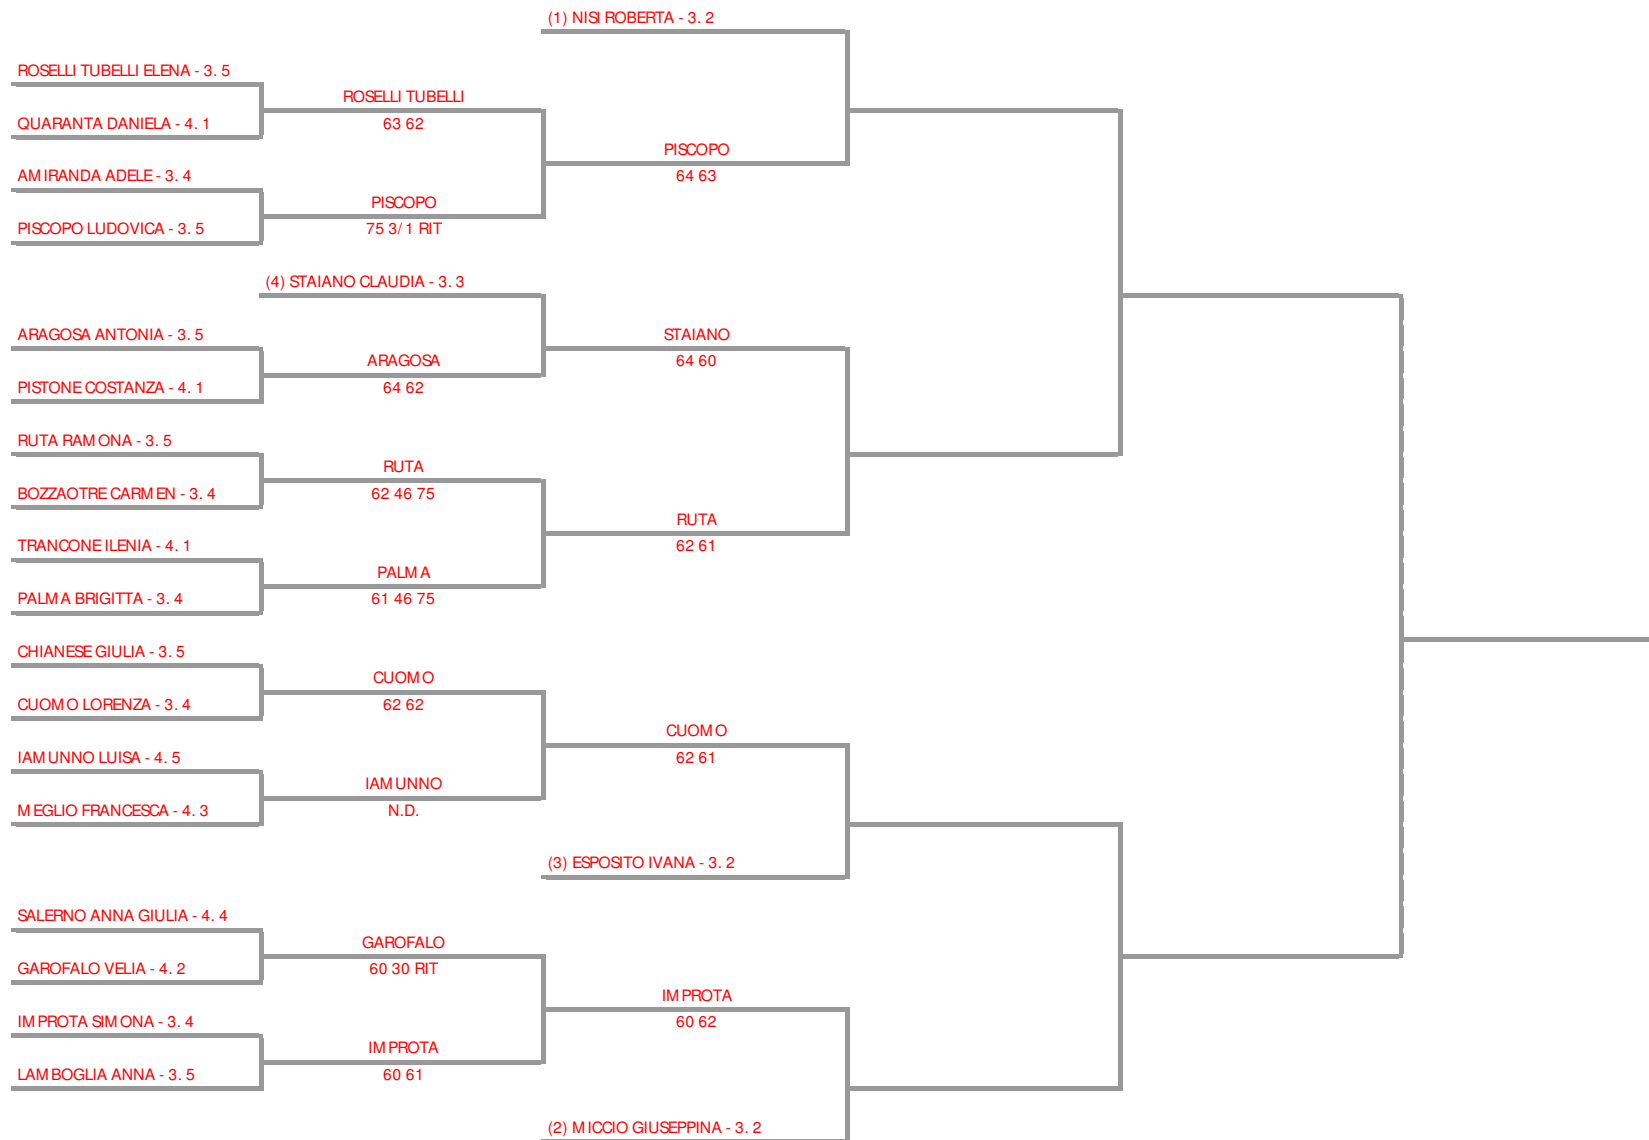 (1) NISI ROBERTA - 3. 2
ROSELLI TUBELLI ELENA - 3. 5
ROSELLI TUBELLI
QUARANTA DANIELA - 4. 1
63 62
PISCOPO
AMIRANDA ADELE - 3. 4
64 63
PISCOPO
PISCOPO LUDOVICA - 3. 5
75 3/ 1 RIT
(4) STAIANO CLAUDIA - 3. 3
ARAGOSA ANTONIA - 3. 5
STAIANO
ARAGOSA
64 60
PISTONE COSTANZA - 4. 1
64 62
RUTA RAMONA - 3. 5
RUTA
BOZZAOTRE CARMEN - 3. 4
62 46 75
RUTA
TRANCONE ILENIA - 4. 1
62 61
PALMA
PALMA BRIGITTA - 3. 4
61 46 75
CHIANESE GIULIA - 3. 5
CUOMO
CUOMO LORENZA - 3. 4
62 62
CUOMO
IAMUNNO LUISA - 4. 5
62 61
IAMUNNO
MEGLIO FRANCESCA - 4. 3
N.D.
(3) ESPOSITO IVANA - 3. 2
SALERNO ANNA GIULIA - 4. 4
GAROFALO
GAROFALO VELIA - 4. 2
60 30 RIT
IMPROTA
IMPROTA SIMONA - 3. 4
60 62
IMPROTA
LAMBOGLIA ANNA - 3. 5
60 61
(2) MICCIO GIUSEPPINA - 3. 2